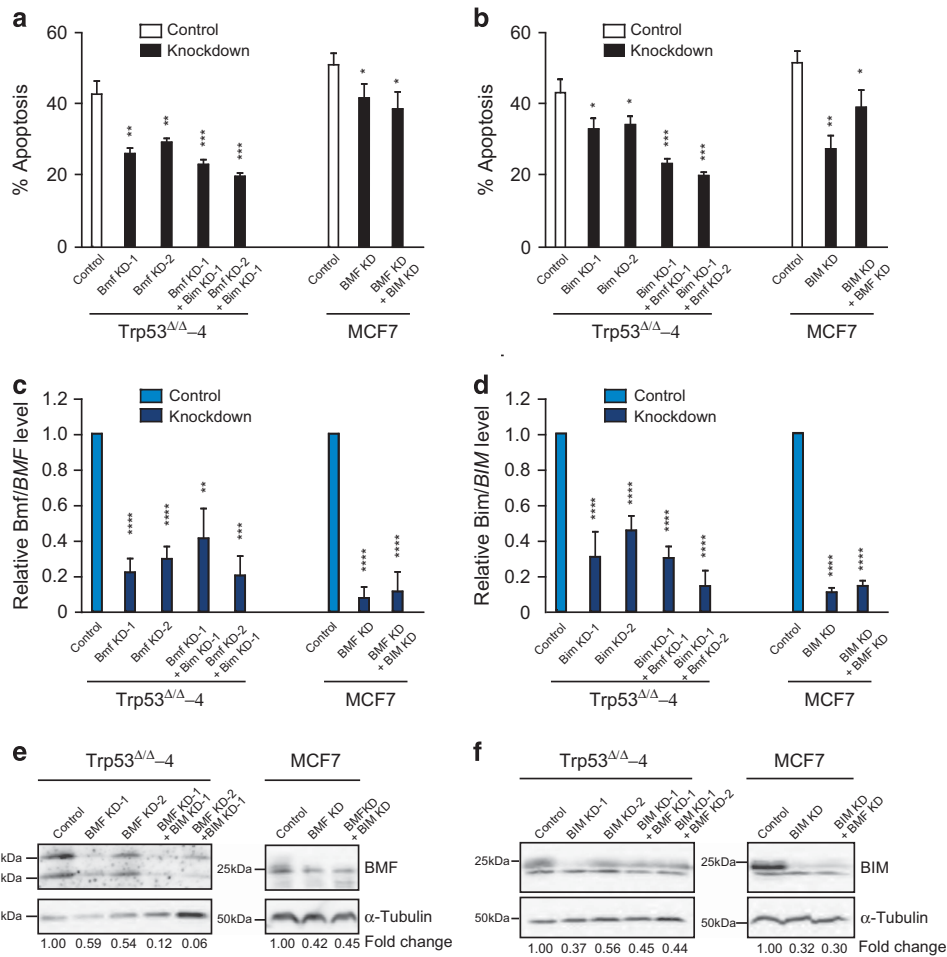 a
60
40
20
0
% Apoptosis
Control
Knockdown
**
**
***
***
*
*
Control
Bmf KD-1
Bmf KD-2
Bmf KD-1
+ Bim KD-1
Bmf KD-2
+ Bim KD-1
Control
BMF KD
BMF KD
+ BIM KD
Trp53Δ/Δ–4
MCF7
b
60
40
20
0
% Apoptosis
Control
Knockdown
*
*
***
***
**
*
Control
Bim KD-1
Bim KD-2
Bim KD-1
+ Bmf KD-1
Bim KD-1
+ Bmf KD-2
Control
BIM KD
BIM KD
+ BMF KD
Trp53Δ/Δ–4
MCF7
c
1.2
1.0
0.8
0.6
0.4
0.2
0
Relative Bmf/BMF level
Control
Knockdown
****
****
**
***
****
****
Control
Bmf KD-1
Bmf KD-2
Bmf KD-1
+ Bim KD-1
Bmf KD-2
+ Bim KD-1
Control
BMF KD
BMF KD
+ BIM KD
Trp53Δ/Δ–4
MCF7
d
1.2
1.0
0.8
0.6
0.4
0.2
0
Relative Bim/BIM level
Control
Knockdown
****
****
****
****
****
****
Control
Bim KD-1
Bim KD-2
Bim KD-1
+ Bmf KD-1
Bim KD-1
+ Bmf KD-2
Control
BIM KD
BIM KD
+ BMF KD
Trp53Δ/Δ–4
MCF7
e
Trp53Δ/Δ–4
MCF7
Control
BMF KD-1
BMF KD-2
BMF KD-1
+ BIM KD-1
BMF KD-2
+BIM KD-1
Control
BMF KD
BMFKD
+ BIM KD
kDa
kDa
25kDa
BMF
kDa
50kDa
α-Tubulin
1.00 0.59 0.54 0.12 0.06
1.00 0.42 0.45 Fold change
f
Trp53Δ/Δ–4
MCF7
Control
BIM KD-1
BIM KD-2
BIM KD-1
+ BMF KD-1
BIM KD-1
+ BMF KD-2
Control
BIM KD
BIM KD
+ BMF KD
25kDa
25kDa
BIM
50kDa
50kDa
α-Tubulin
1.00 0.37 0.56 0.45 0.44
1.00 0.32 0.30 Fold change